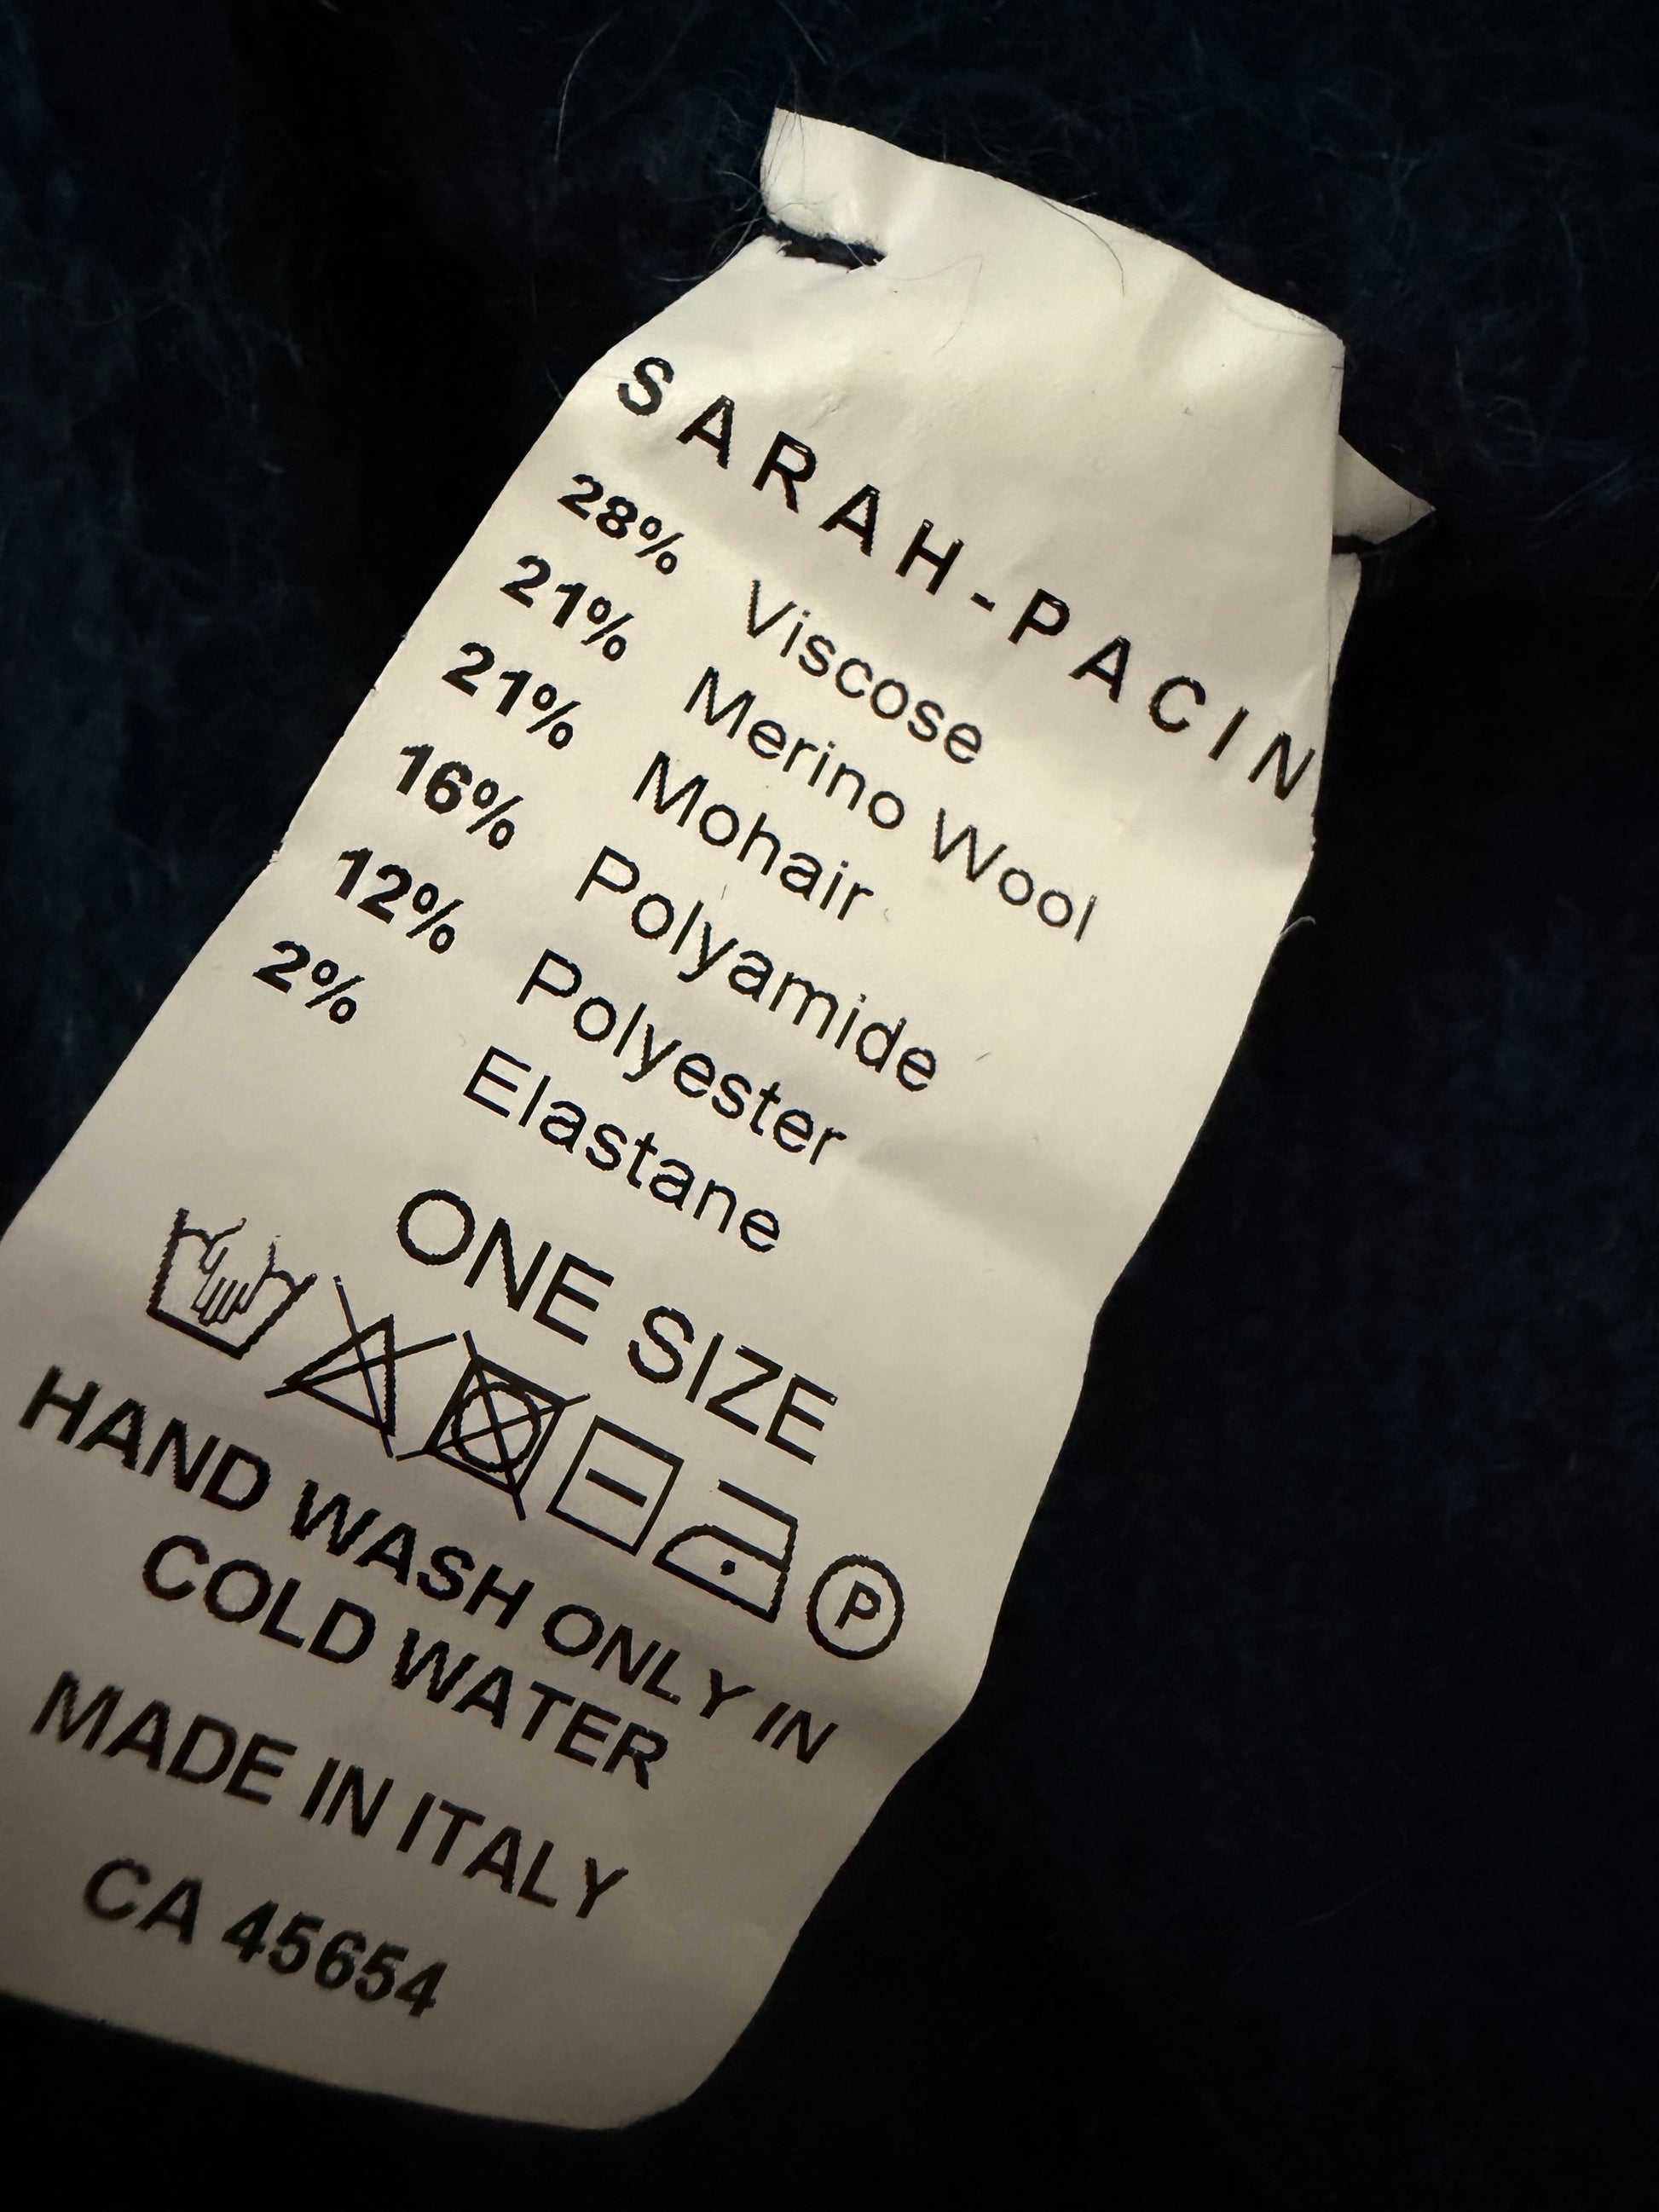 SARAH-PACIN
28% Viscose
21% Merino Wool
21% Mohair
16% Polyamide
12% Polyester
2% Elastane
ONE SIZE
P
HAND WASH ONLY IN
COLD WATER
MADE IN ITALY
CA 45654